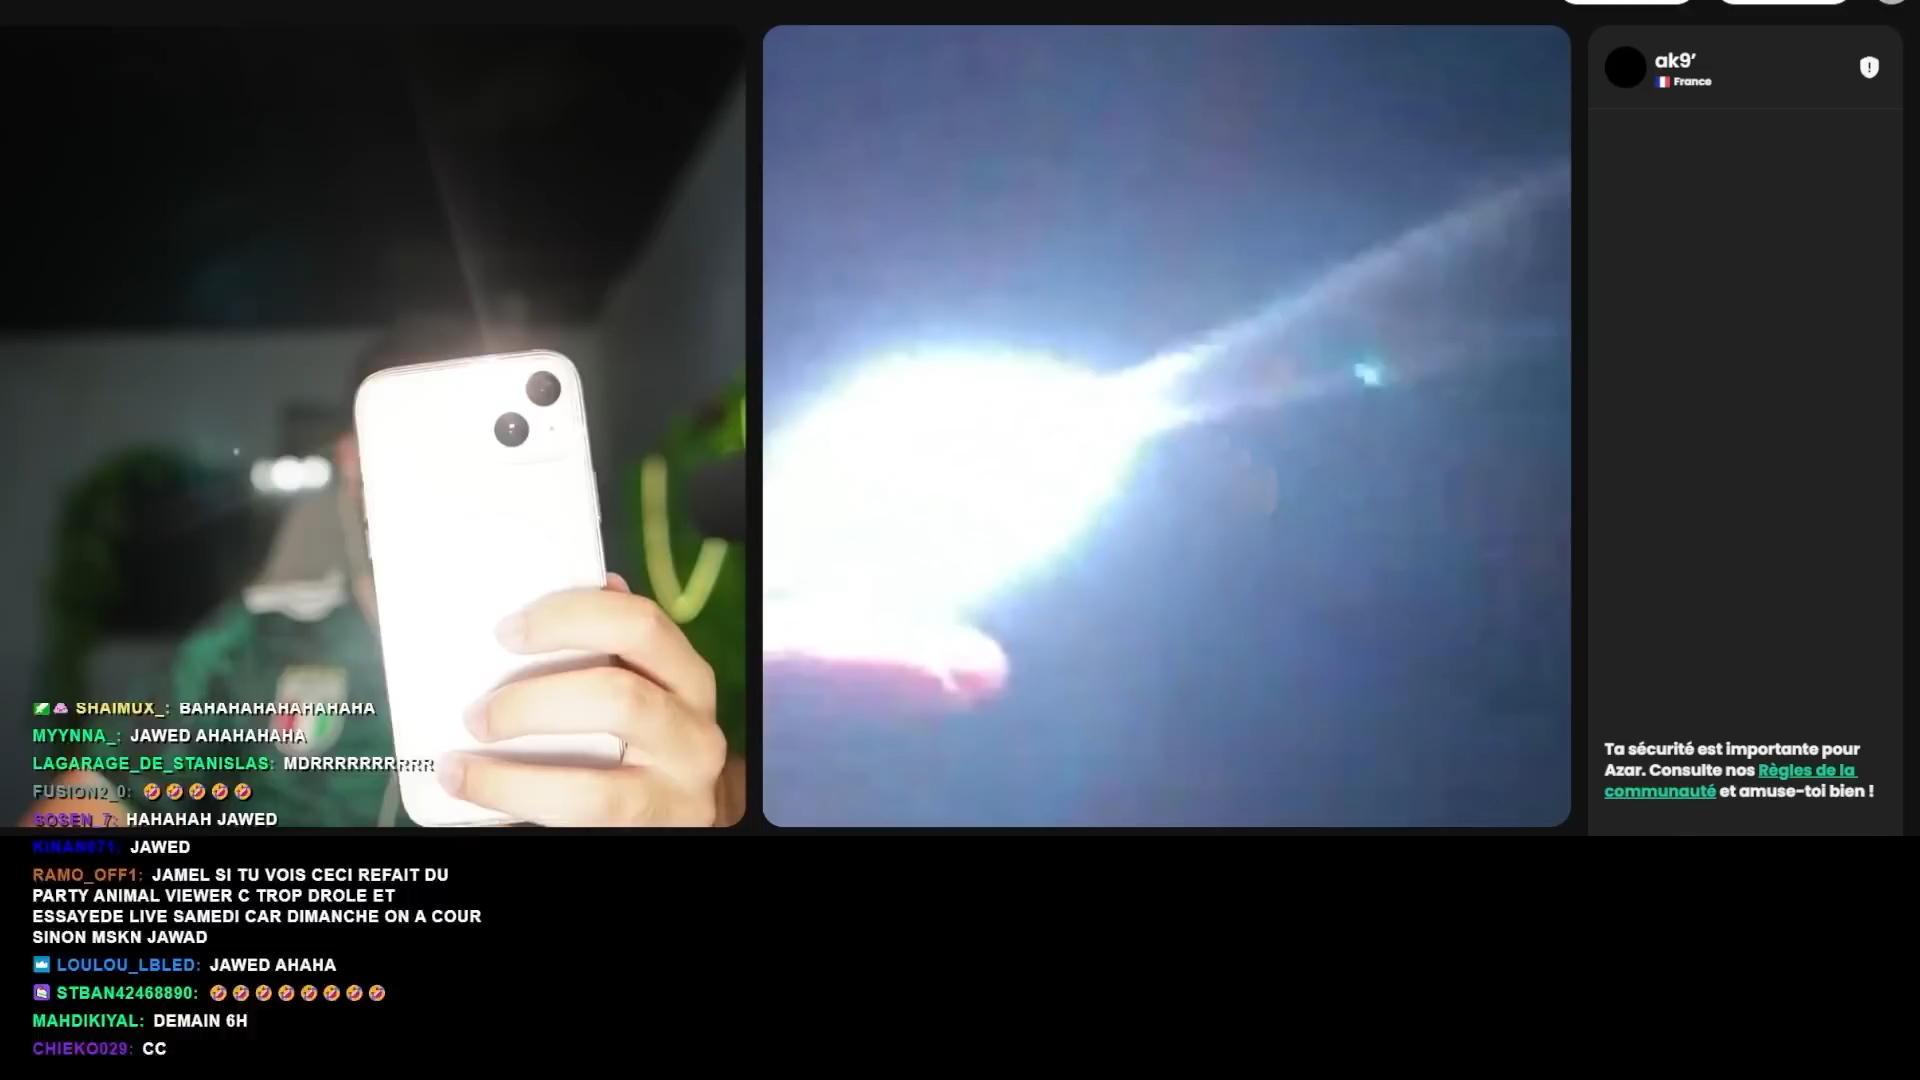 ak9’
France
SHAIMUX_: BAHAHAHAHAHAHAHA
MYYNNA_: JAWED AHAHAHAHA
LAGARAGE_DE_STANISLAS: MDRRRRRRRRRR
FUSION2_0: 🤣 🤣 🤣 🤣 🤣
SOSEN_7: HAHAHAH JAWED
KINAN671: JAWED
RAMO_OFF1: JAMEL SI TU VOIS CECI REFAIT DU
PARTY ANIMAL VIEWER C TROP DROLE ET
ESSAYEDE LIVE SAMEDI CAR DIMANCHE ON A COUR
SINON MSKN JAWAD
LOULOU_LBLED: JAWED AHAHA
STBAN42468890: 🤣 🤣 🤣 🤣 🤣 🤣 🤣 🤣
MAHDIKIYAL: DEMAIN 6H
CHIEKO029: CC
Ta sécurité est importante pour
Azar. Consulte nos Règles de la
communauté et amuse-toi bien !